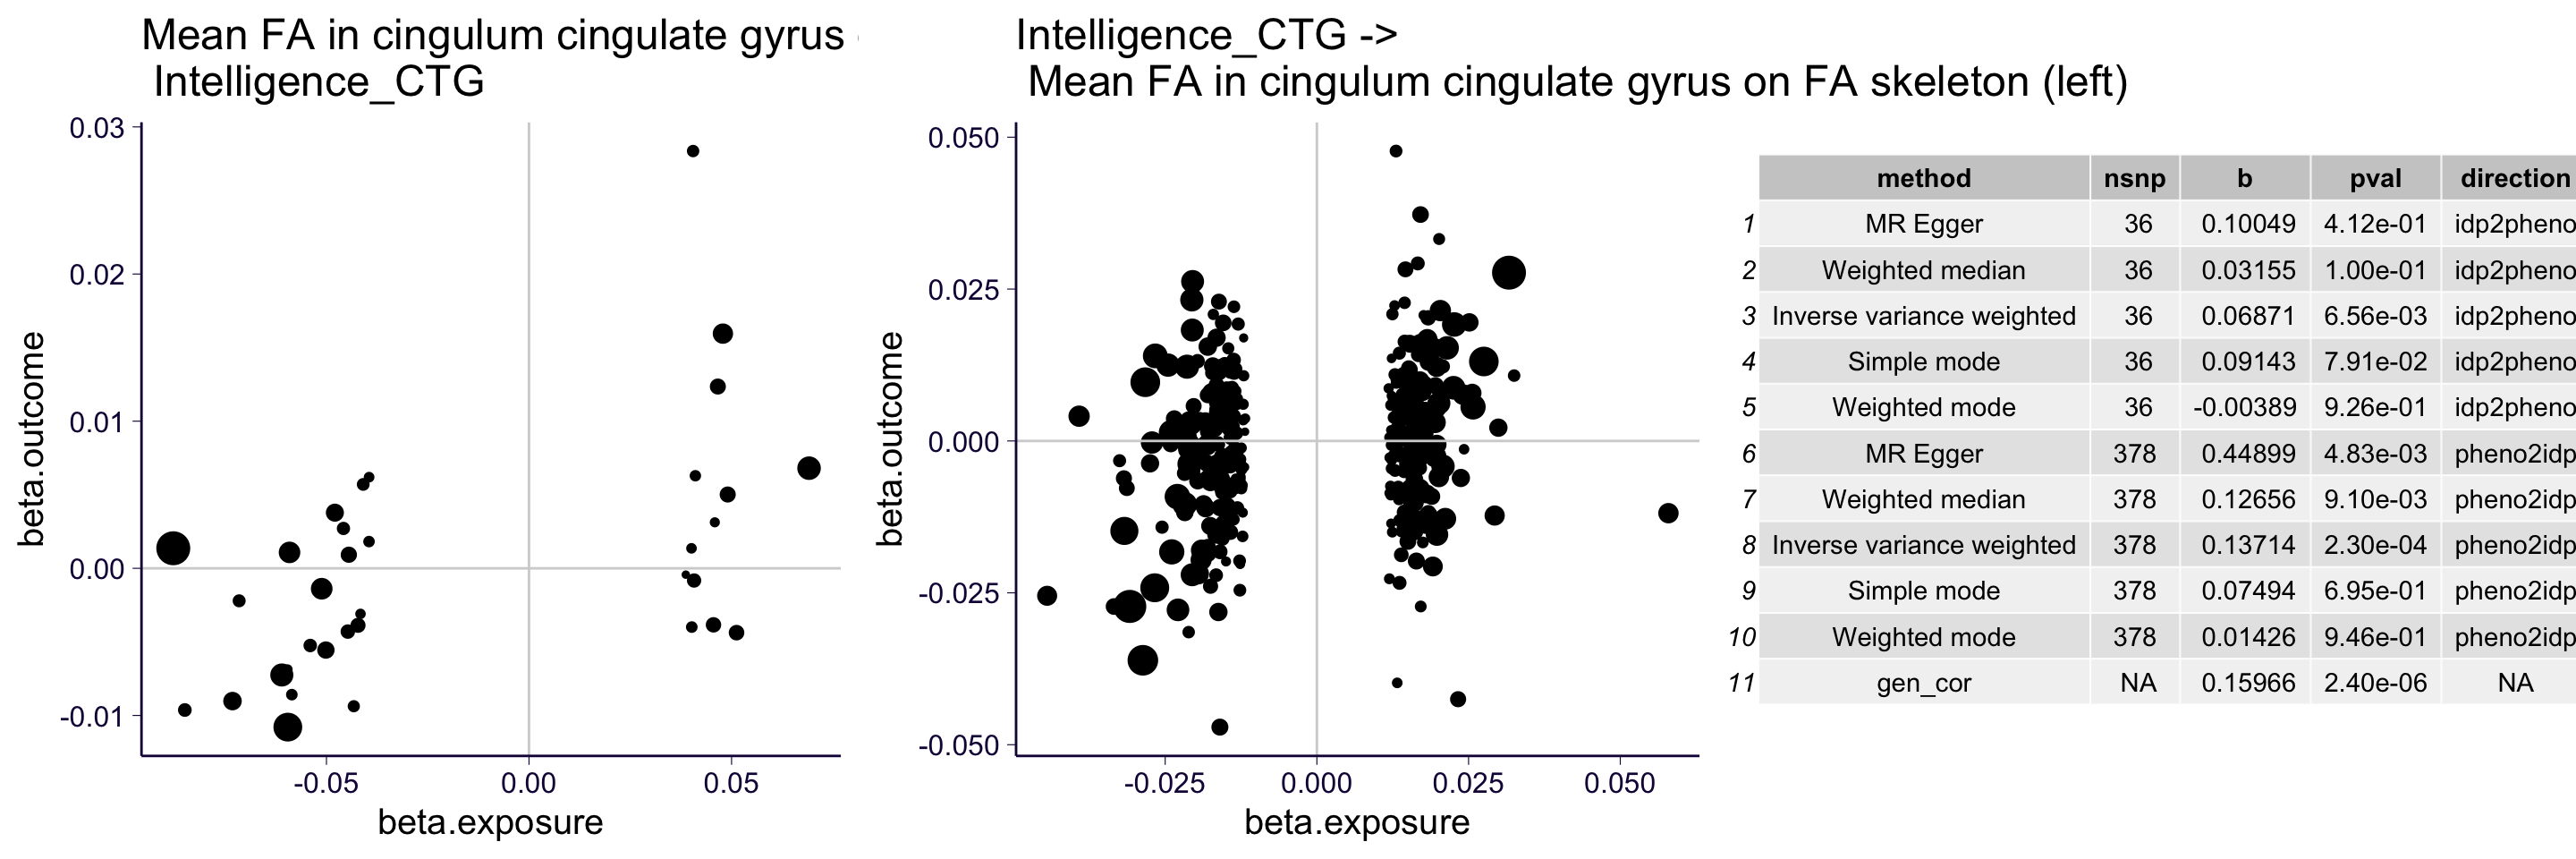 Mean FA in cingulum cingulate gyrus
Intelligence_CTG
0.03
0.02
0.01
0.00
-0.01
beta.outcome
-0.05 0.00 0.05
beta.exposure
Intelligence_CTG ->
Mean FA in cingulum cingulate gyrus on FA skeleton (left)
0.050
0.025
0.000
-0.025
-0.050
beta.outcome
-0.025 0.000 0.025 0.050
beta.exposure
method nsnp b pval direction
1 MR Egger 36 0.10049 4.12e-01 idp2pheno
2 Weighted median 36 0.03155 1.00e-01 idp2pheno
3 Inverse variance weighted 36 0.06871 6.56e-03 idp2pheno
4 Simple mode 36 0.09143 7.91e-02 idp2pheno
5 Weighted mode 36 -0.00389 9.26e-01 idp2pheno
6 MR Egger 378 0.44899 4.83e-03 pheno2idp
7 Weighted median 378 0.12656 9.10e-03 pheno2idp
8 Inverse variance weighted 378 0.13714 2.30e-04 pheno2idp
9 Simple mode 378 0.07494 6.95e-01 pheno2idp
10 Weighted mode 378 0.01426 9.46e-01 pheno2idp
11 gen_cor NA 0.15966 2.40e-06 NA